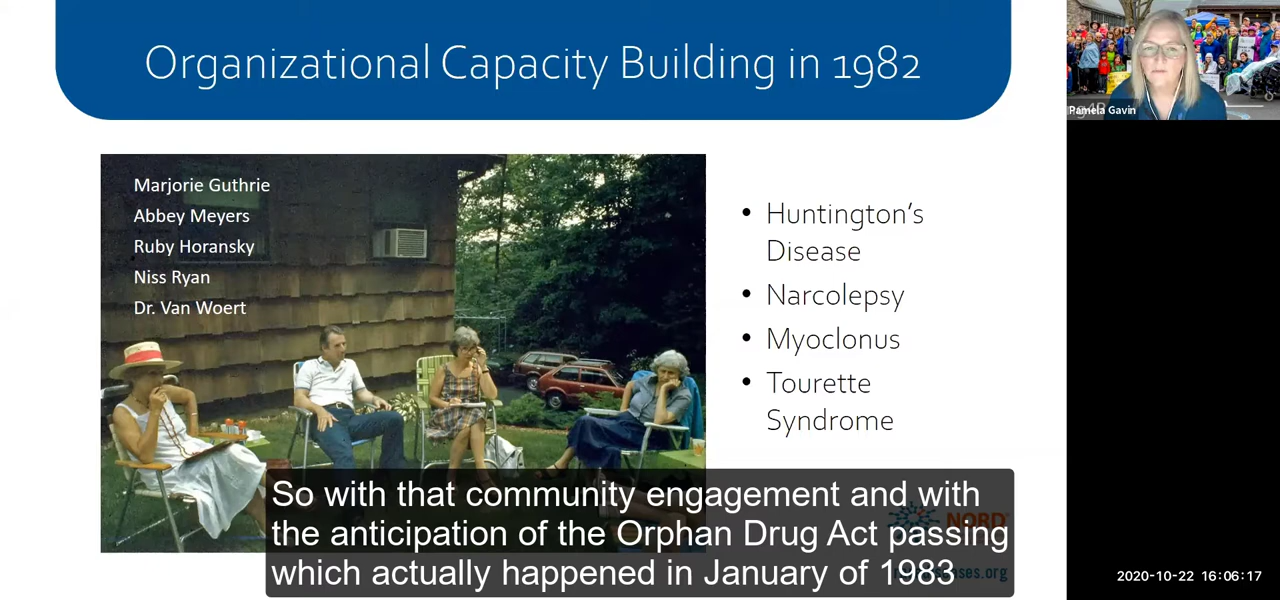 Organizational Capacity Building in 1982
Marjorie Guthrie
Abbey Meyers
Ruby Horansky
Niss Ryan
Dr. Van Woert
• Huntington's
Disease
• Narcolepsy
• Myoclonus
• Tourette
Syndrome
So with that community engagement and with
the anticipation of the Orphan Drug Act passing
which actually happened in January of 1983
NORD
Pamela Gavin
2020-10-22 16:06:17